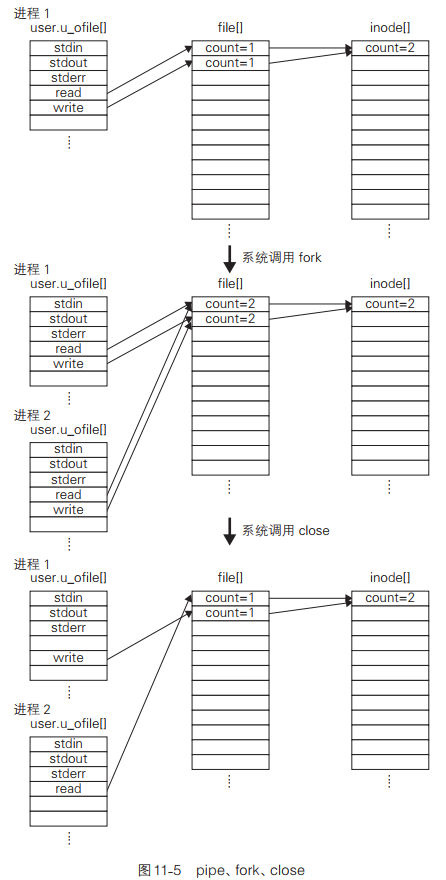 进程 1
user.u_ofile[] file[] inode[]
stdin count=1 count=2
stdout count=1
stderr
read
write
系统调用 fork
进程 1
user.u_ofile[] file[] inode[]
stdin count=2 count=2
stdout count=2
stderr
read
write
进程 2
user.u_ofile[]
stdin
stdout
stderr
read
write
系统调用 close
进程 1
user.u_ofile[] file[] inode[]
stdin count=1 count=2
stdout count=1
stderr
write
进程 2
user.u_ofile[]
stdin
stdout
stderr
read
图 11-5 pipe、fork、close